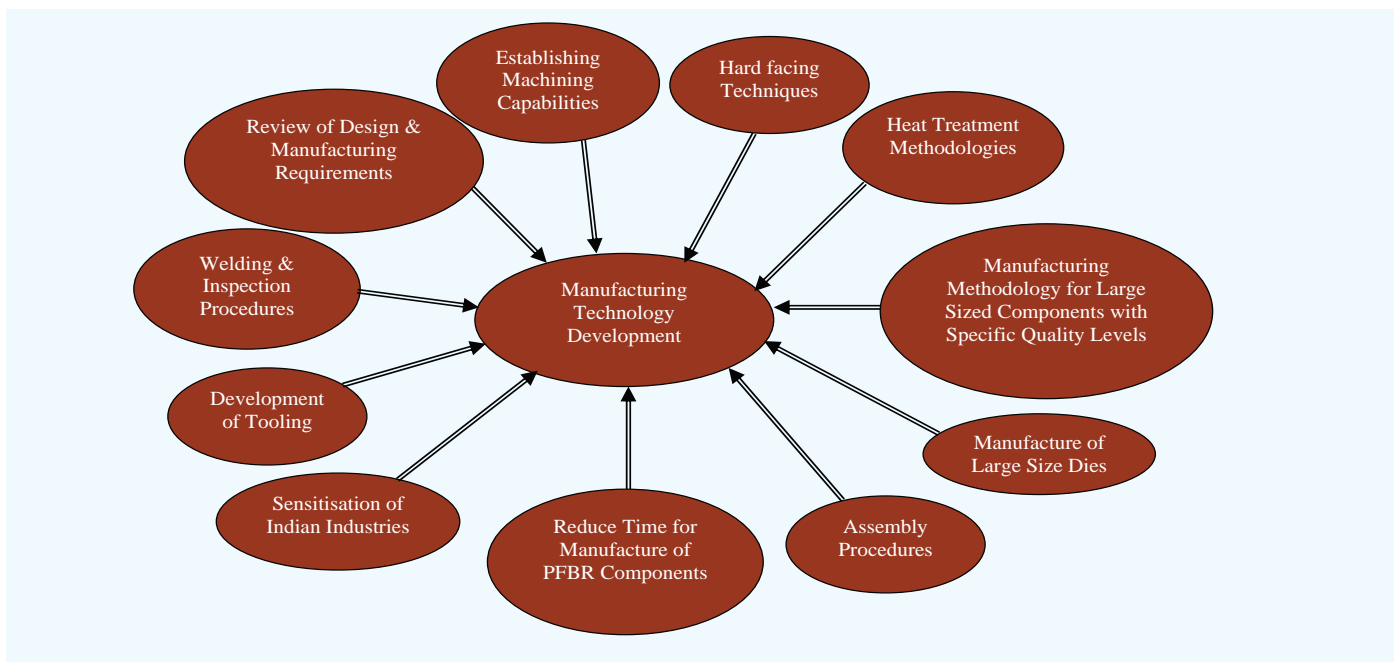 Establishing
Machining
Capabilities
Hard facing
Techniques
Review of Design &
Manufacturing
Requirements
Heat Treatment
Methodologies
Welding &
Inspection
Procedures
Manufacturing
Technology
Development
Manufacturing
Methodology for Large
Sized Components with
Specific Quality Levels
Development
of Tooling
Manufacture of
Large Size Dies
Sensitisation of
Indian Industries
Reduce Time for
Manufacture of
PFBR Components
Assembly
Procedures